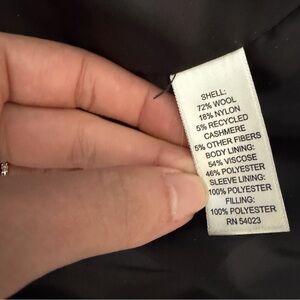 SHELL:
72% WOOL
18% NYLON
5% RECYCLED
CASHMERE
5% OTHER FIBERS
BODY LINING:
54% VISCOSE
46% POLYESTER
SLEEVE LINING:
100% POLYESTER
FILLING:
100% POLYESTER
RN 54023